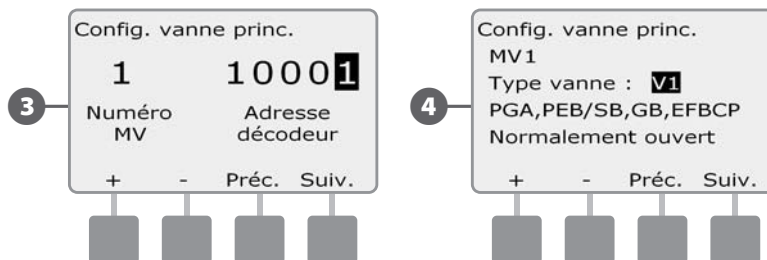 3
Config. vanne princ.
1 10001
Numéro MV
Adresse décodeur
+ - Préc. Suiv.
4
Config. vanne princ.
MV1
Type vanne : V1
PGA,PEB/SB,GB,EFBCP
Normalement ouvert
+ - Préc. Suiv.